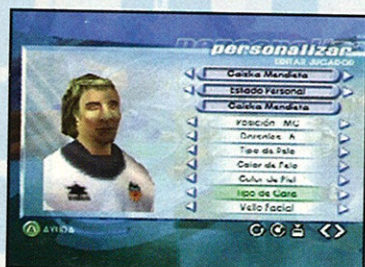 personalizar
EDITAR JUGADOR
Gaizka Mendieta
Estado Personal
Gaizka Mendieta
Posición MC
Dorsales A
Tipo de Pelo
Color de Pelo
Color de Piel
Tipo de Cara
Vello Facial
AYUDA